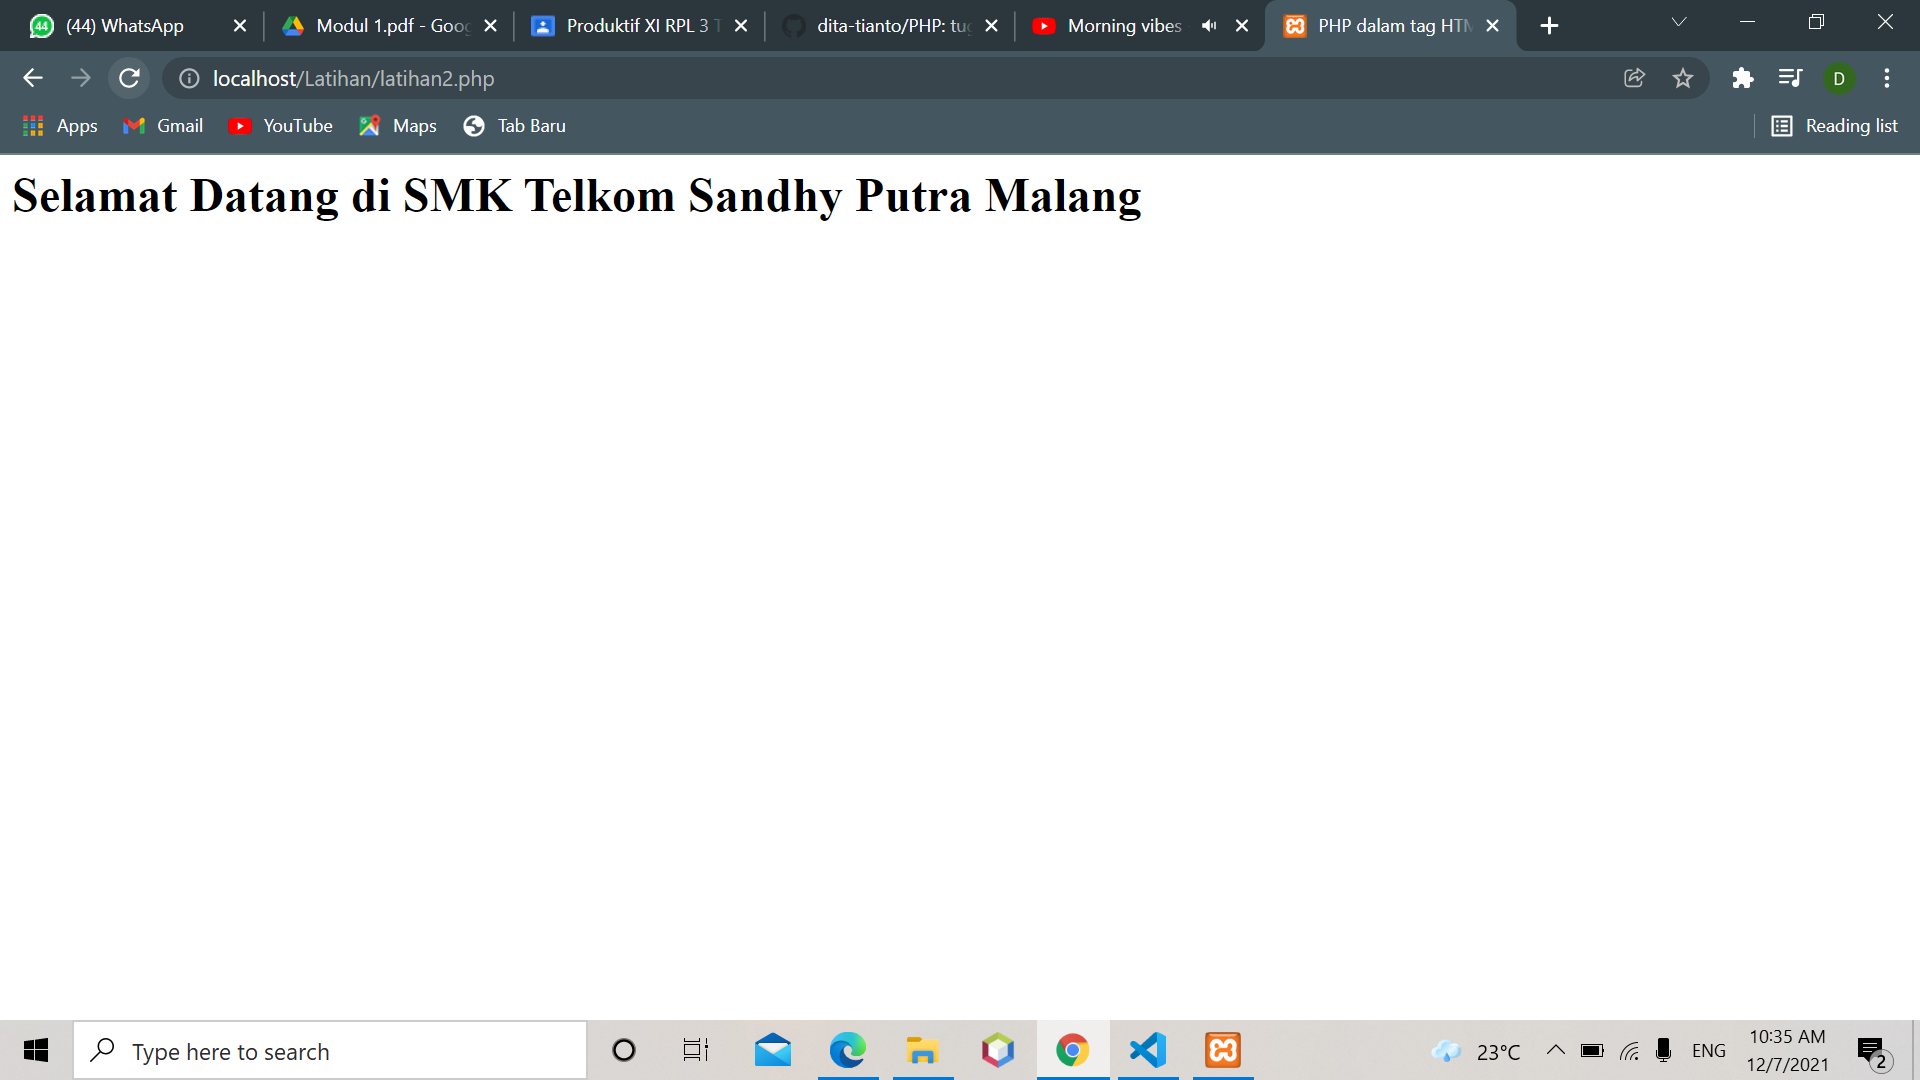 44 (44) WhatsApp
Modul 1.pdf - Goog
Produktif XI RPL 3 T
dita-tianto/PHP: tug
Morning vibes
PHP dalam tag HTM
localhost/Latihan/latihan2.php
D
Apps
Gmail
YouTube
Maps
Tab Baru
Reading list
Selamat Datang di SMK Telkom Sandhy Putra Malang
Type here to search
23°C
ENG
10:35 AM
12/7/2021
2